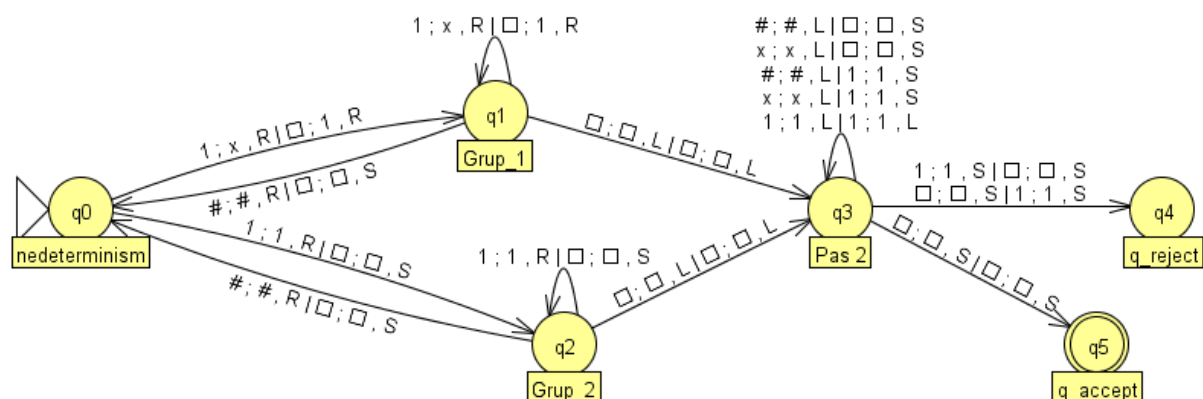 1 ; x , R | □ ; 1 , R
#; #, L | □; □, S
x ; x , L | □; □, S
#; #, L | 1 ; 1 , S
x ; x , L | 1 ; 1 , S
1 ; 1 , L | 1 ; 1 , L
q1
Grup_1
1 ; x , R | □ ; 1 , R
□; □, L | □; □, L
#; #, R | □; □, S
q0
nedeterminism
q3
Pas 2
1 ; 1 , S | □; □, S
□; □, S | 1 ; 1 , S
q4
q_reject
1 ; 1 , R | □; □, S
#; #, R | □; □, S
1 ; 1 , R | □; □, S
□; □, L | □; □, L
□; □, S | □; □, S
q2
Grup_2
q5
q_accept